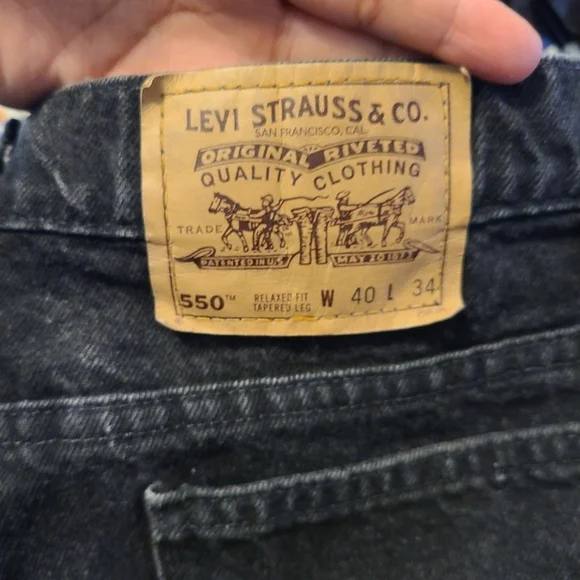 LEVI STRAUSS & CO.
SAN FRANCISCO, CAL.
ORIGINAL RIVETED
QUALITY CLOTHING
TRADE MARK
PATENTED IN U.S. MAY 20 1873
550™ RELAXED FIT W 40 L 34
TAPERED LEG